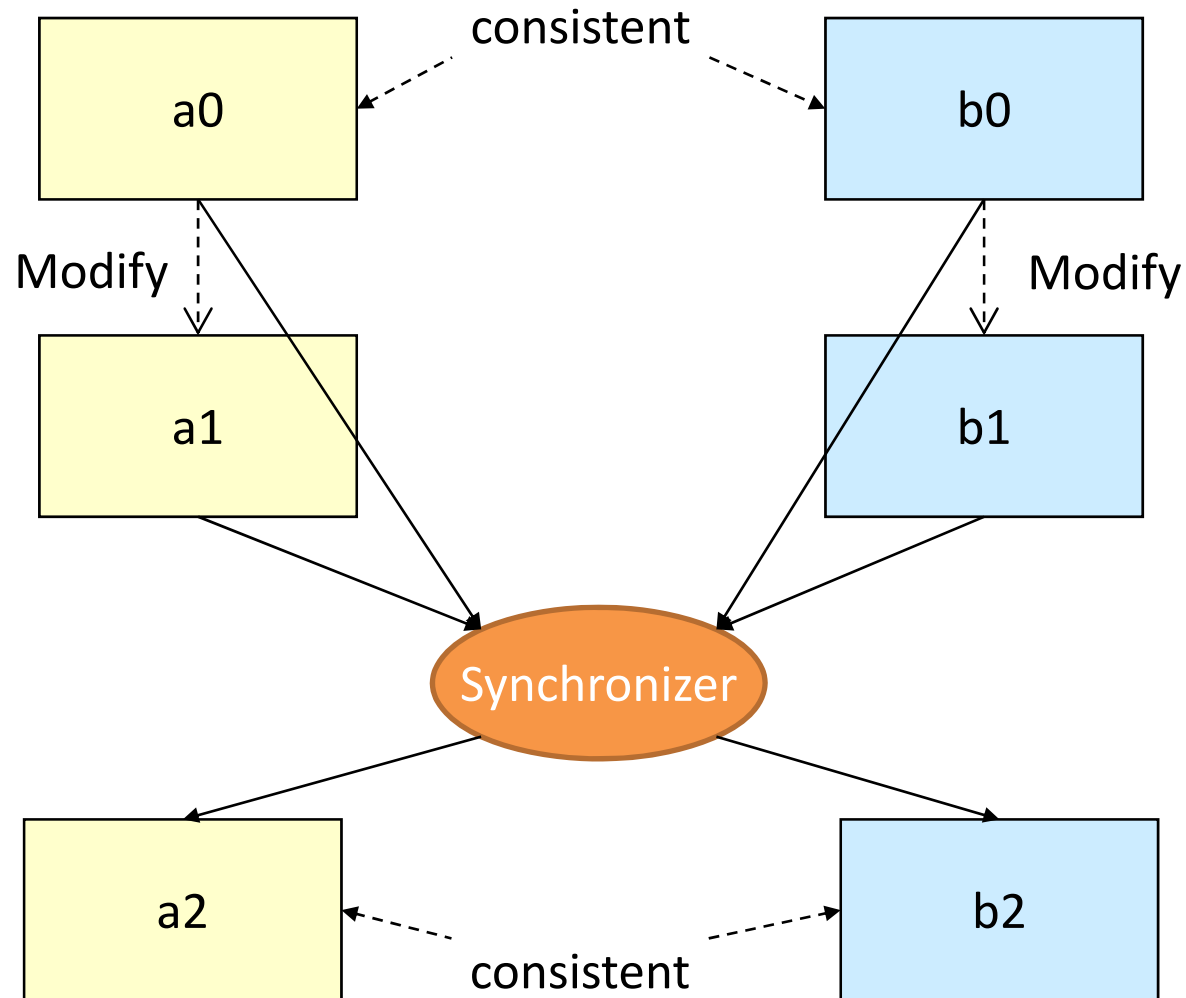 consistent
a0
b0
Modify
Modify
a1
b1
Synchronizer
a2
b2
consistent